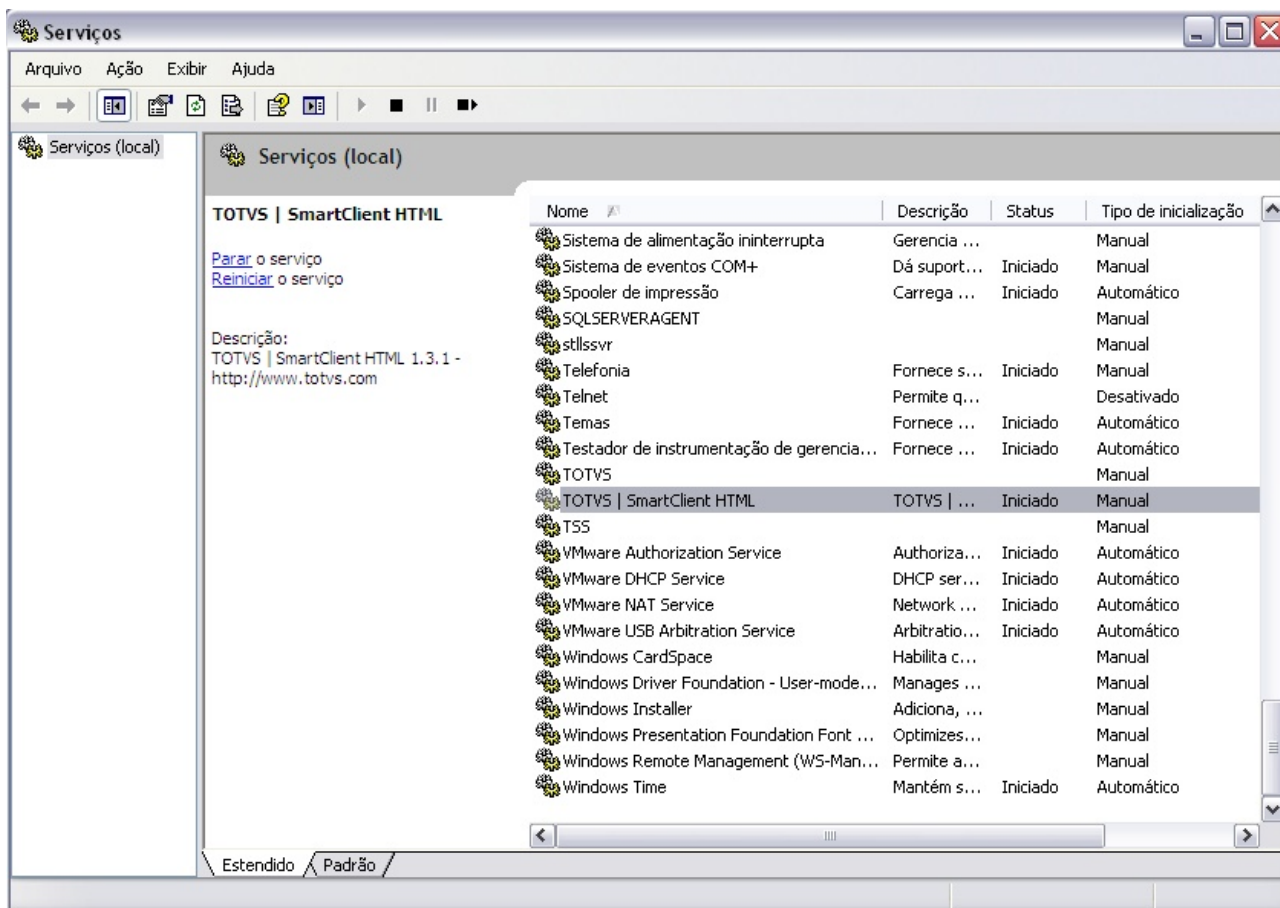 Serviços
Arquivo Ação Exibir Ajuda
Serviços (local)
Serviços (local)
TOTVS | SmartClient HTML
Parar o serviço
Reiniciar o serviço
Descrição:
TOTVS | SmartClient HTML 1.3.1 -
http://www.totvs.com
Nome Descrição Status Tipo de inicialização
Sistema de alimentação ininterrupta Gerencia ... Manual
Sistema de eventos COM+ Dá suport... Iniciado Manual
Spooler de impressão Carrega ... Iniciado Automático
SQLSERVERAGENT Manual
stllssvr Manual
Telefonia Fornece s... Iniciado Manual
Telnet Permite q... Desativado
Temas Fornece ... Iniciado Automático
Testador de instrumentação de gerencia... Fornece ... Iniciado Automático
TOTVS Manual
TOTVS | SmartClient HTML TOTVS | ... Iniciado Manual
TSS Manual
VMware Authorization Service Authoriza... Iniciado Automático
VMware DHCP Service DHCP ser... Iniciado Automático
VMware NAT Service Network ... Iniciado Automático
VMware USB Arbitration Service Arbitratio... Iniciado Automático
Windows CardSpace Habilita c... Manual
Windows Driver Foundation - User-mode... Manages ... Manual
Windows Installer Adiciona, ... Manual
Windows Presentation Foundation Font ... Optimizes... Manual
Windows Remote Management (WS-Man... Permite a... Manual
Windows Time Mantém s... Iniciado Automático
Estendido Padrão